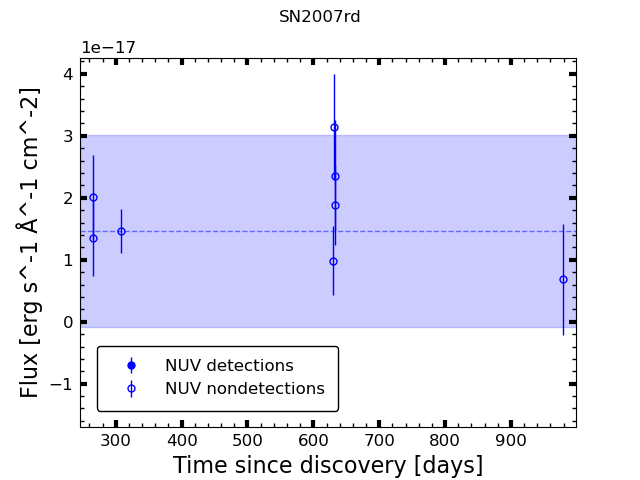 SN2007rd
1e−17
4
3
2
1
0
−1
Flux [erg s^-1 Å^-1 cm^-2]
NUV detections
NUV nondetections
300 400 500 600 700 800 900
Time since discovery [days]